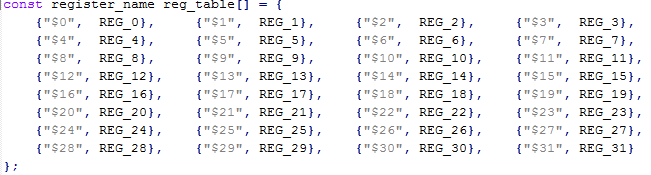 const register_name reg_table[] = {
{"$0", REG_0}, {"$1", REG_1}, {"$2", REG_2}, {"$3", REG_3},
{"$4", REG_4}, {"$5", REG_5}, {"$6", REG_6}, {"$7", REG_7},
{"$8", REG_8}, {"$9", REG_9}, {"$10", REG_10}, {"$11", REG_11},
{"$12", REG_12}, {"$13", REG_13}, {"$14", REG_14}, {"$15", REG_15},
{"$16", REG_16}, {"$17", REG_17}, {"$18", REG_18}, {"$19", REG_19},
{"$20", REG_20}, {"$21", REG_21}, {"$22", REG_22}, {"$23", REG_23},
{"$24", REG_24}, {"$25", REG_25}, {"$26", REG_26}, {"$27", REG_27},
{"$28", REG_28}, {"$29", REG_29}, {"$30", REG_30}, {"$31", REG_31}
};